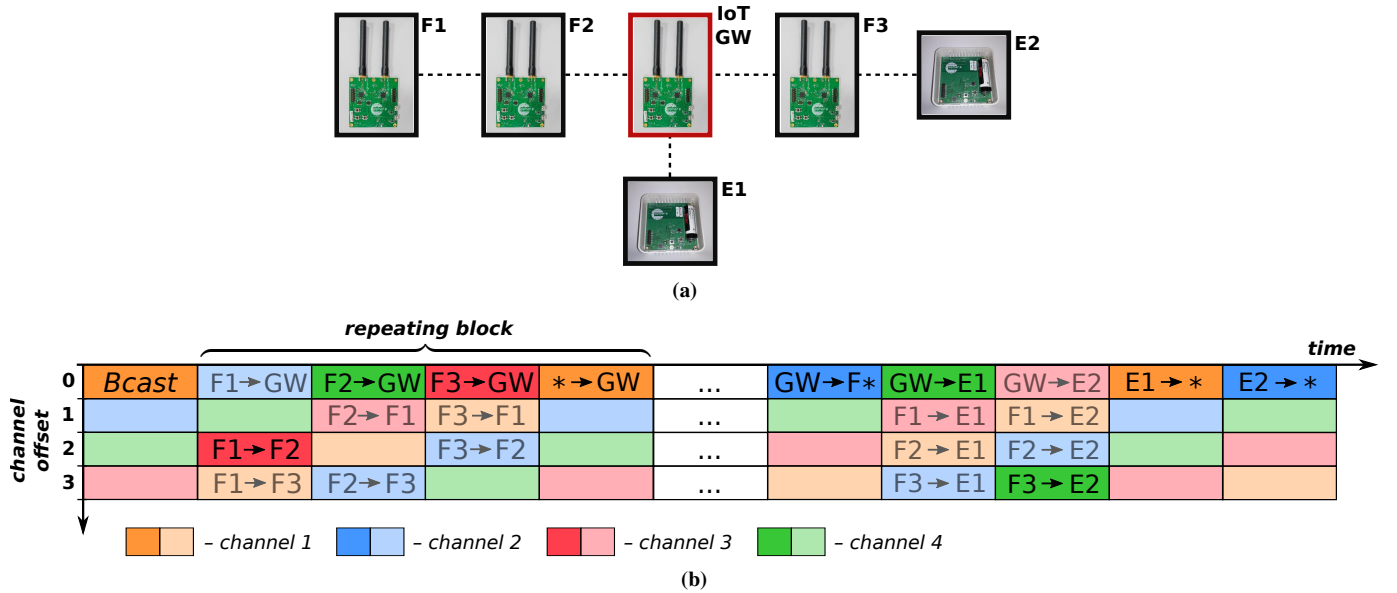 F1
F2
IoT
GW
F3
E2
E1
(a)
repeating block
time
channel
offset
0
Bcast
F1→GW
F2→GW
F3→GW
*→GW
...
GW→F*
GW→E1
GW→E2
E1→*
E2→*
1
F2→F1
F3→F1
F1→E1
F1→E2
2
F1→F2
F3→F2
...
F2→E1
F2→E2
3
F1→F3
F2→F3
...
F3→E1
F3→E2
– channel 1
– channel 2
– channel 3
– channel 4
(b)